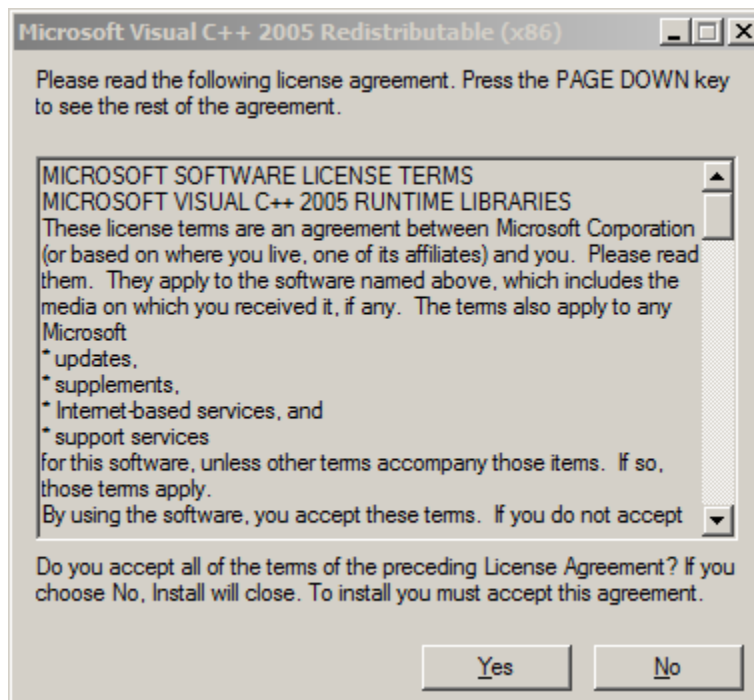 Microsoft Visual C++ 2005 Redistributable (x86)
Please read the following license agreement. Press the PAGE DOWN key
to see the rest of the agreement.
MICROSOFT SOFTWARE LICENSE TERMS
MICROSOFT VISUAL C++ 2005 RUNTIME LIBRARIES
These license terms are an agreement between Microsoft Corporation
(or based on where you live, one of its affiliates) and you.  Please read
them.  They apply to the software named above, which includes the
media on which you received it, if any.  The terms also apply to any
Microsoft
* updates,
* supplements,
* Internet-based services, and
* support services
for this software, unless other terms accompany those items.  If so,
those terms apply.
By using the software, you accept these terms.  If you do not accept
Do you accept all of the terms of the preceding License Agreement? If you
choose No, Install will close. To install you must accept this agreement.
Yes No